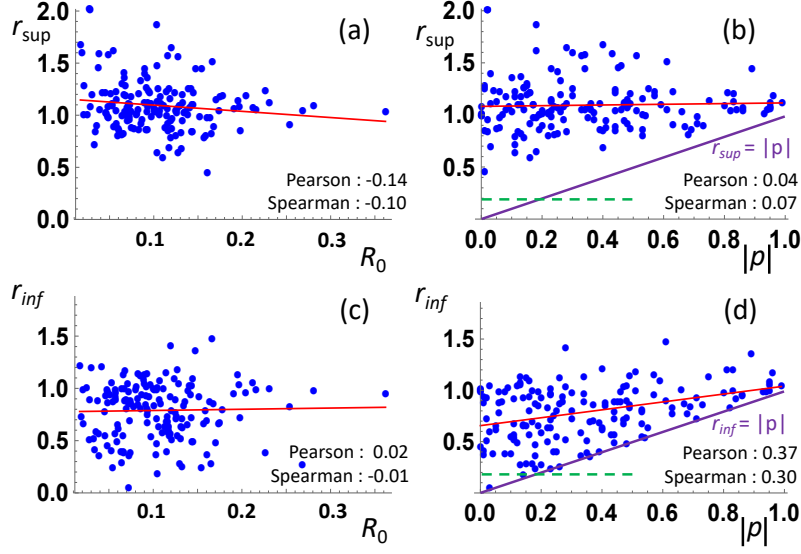 (a)
r_sup
2.0
1.5
1.0
0.5
0.0
Pearson : -0.14
Spearman : -0.10
0.1
0.2
0.3
R_0
(b)
r_sup
2.0
1.5
1.0
0.5
r_sup = |p|
Pearson : 0.04
Spearman : 0.07
0.0
0.2
0.4
0.6
0.8
1.0
|p|
(c)
r_inf
1.5
1.0
0.5
0.0
Pearson : 0.02
Spearman : -0.01
0.1
0.2
0.3
R_0
(d)
r_inf
1.5
1.0
0.5
r_inf = |p|
Pearson : 0.37
Spearman : 0.30
0.0
0.2
0.4
0.6
0.8
1.0
|p|